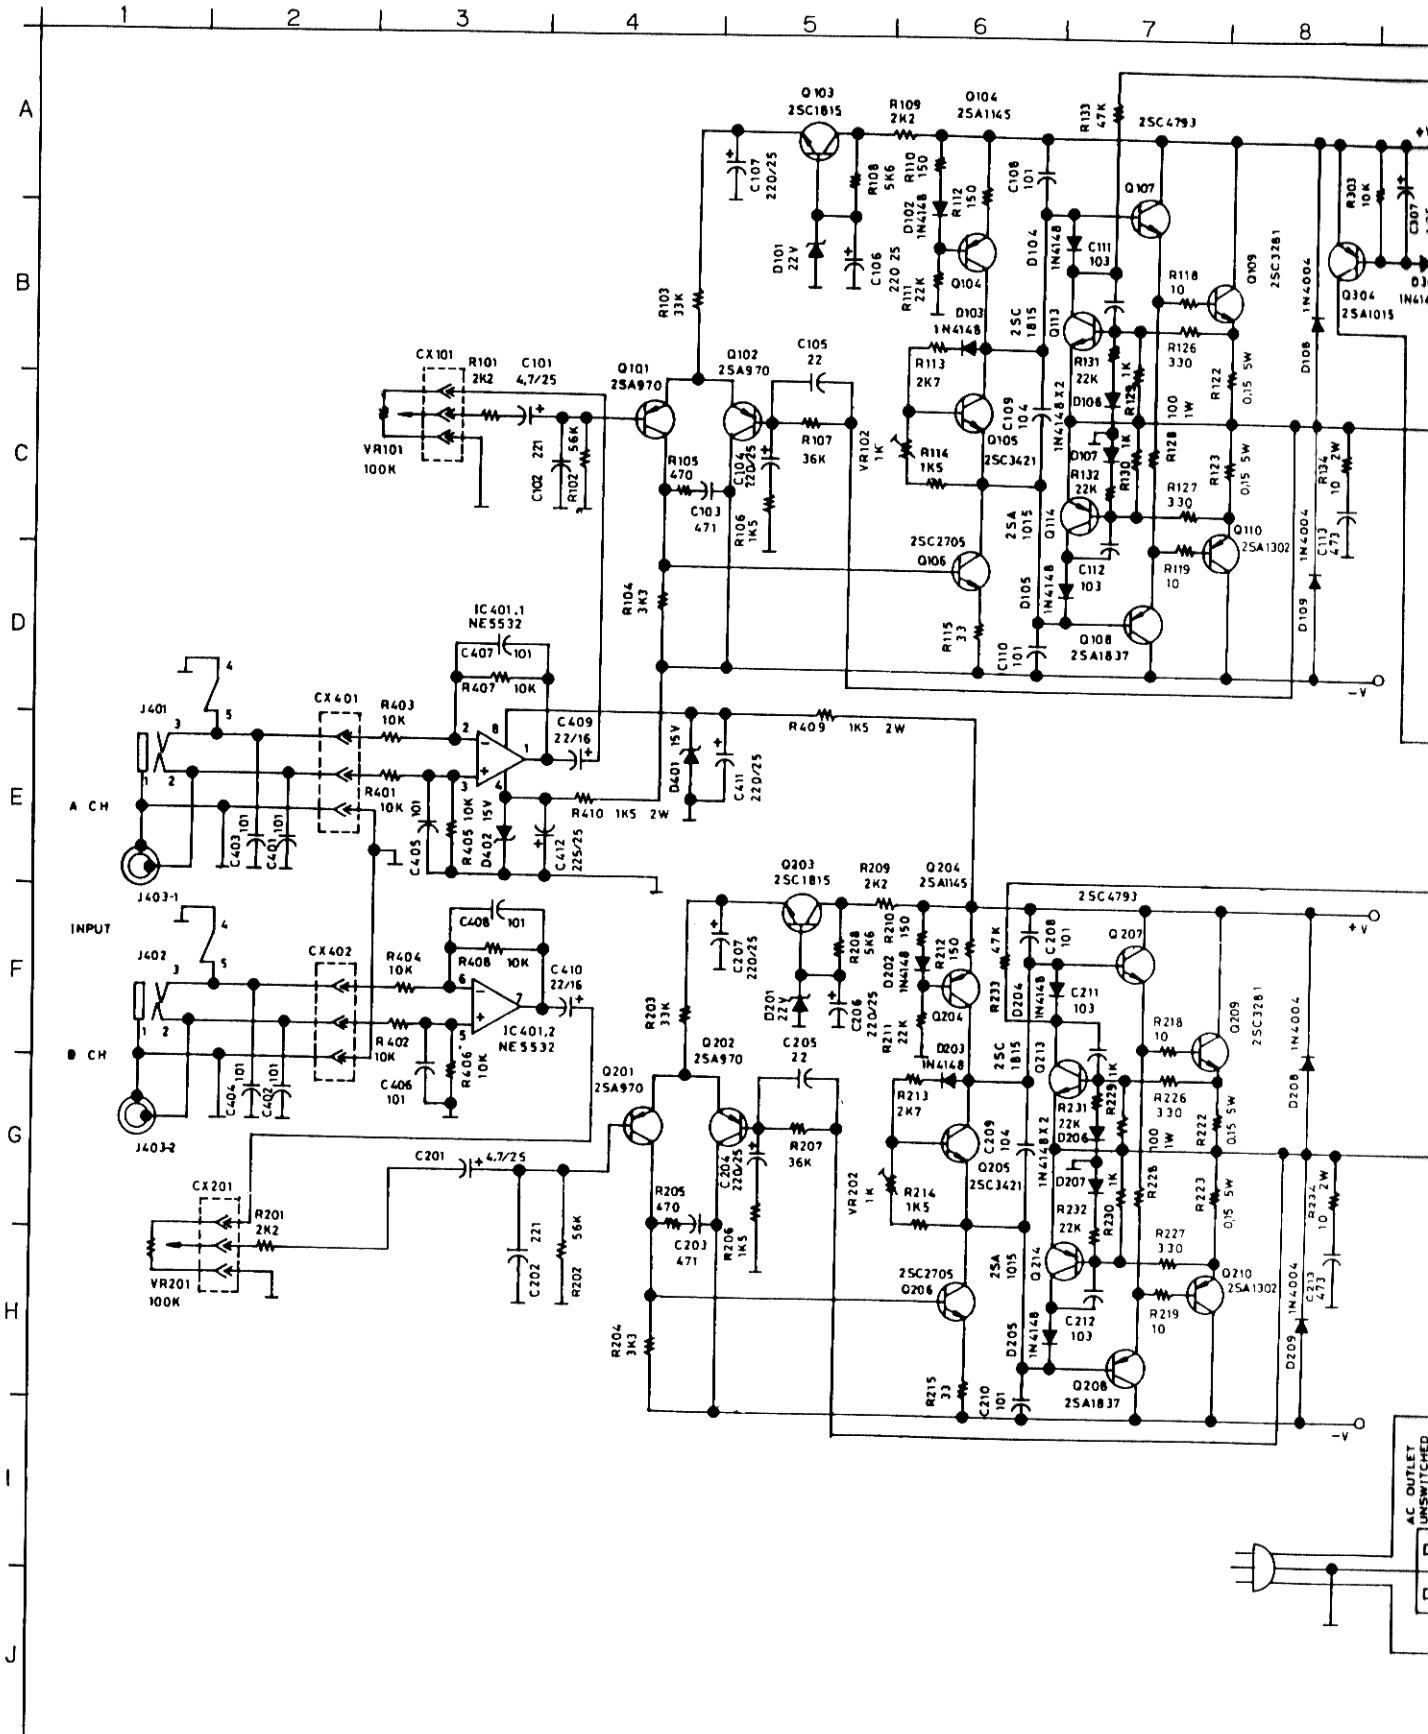 1 2 3 4 5 6 7 8
A
B
C
D
E
F
G
H
I
J
Q103
2SC1815
R109
2K2
Q104
2SA1145
R133
47K
2SC4793
C107
220/25
R108
5K6
R110
150
R112
150
C108
101
Q107
R303
10K
C307
D101
22V
C106
220 25
D102
1N4148
R111
22K
Q104
D104
1N4148
C111
103
R118
10
Q109
2SC3281
1N4004
D108
Q304
2SA1015
R103
33K
D103
1N4148
2SC
1815
Q113
R126
330
CX101
R101
2K2
C101
4,7/25
Q101
2SA970
Q102
2SA970
C105
22
R113
2K7
R131
22K
R129
1K
R122
0,15 5W
D106
100
1W
VR101
100K
C102
221
R102
56K
R105
470
C104
220/25
R107
36K
VR102
1K
R114
1K5
Q105
2SC3421
C109
104
1N4148 X2
D107
R132
22K
R130
1K
R128
R123
0,15 5W
R127
330
R134
10 2W
C103
471
R106
1K5
2SC2705
Q106
2SA
1015
Q114
Q110
2SA1302
1N4004
C113
473
R104
3K3
D105
1N4148
C112
103
R119
10
D109
R115
33
C110
101
Q108
2SA1837
-V
IC401.1
NE5532
C407
101
R407
10K
J401
3
4
5
1
2
CX401
R403
10K
2
8
1
3
4
C409
22/16
D401
15V
C411
220/25
R409
1K5 2W
R401
10K
A CH
C403
101
C401
101
C405
101
R405
10K
D402
15V
C412
225/25
R410 1K5 2W
J403-1
INPUT
Q203
2SC1815
R209
2K2
Q204
2SA1145
2SC4793
+V
J402
3
4
5
1
2
CX402
R404
10K
C408
101
R408
10K
6
7
5
C410
22/16
IC401,2
NE5532
C207
220/25
R208
5K6
R210
150
R212
150
R233
47K
C208
101
Q207
R203
33K
D201
22V
C206
220/25
D202
1N4148
R211
22K
Q204
D204
1N4148
C211
103
R218
10
Q209
2SC3281
1N4004
D208
B CH
R402
10K
C404
101
C402
101
C406
101
R406
10K
J403-2
Q201
2SA970
Q202
2SA970
C205
22
D203
1N4148
2SC
1815
Q213
R213
2K7
R231
22K
R229
1K
R226
330
R222
0,15 5W
D206
100
1W
C201
4,7/25
C204
220/25
R207
36K
VR202
1K
C209
104
Q205
2SC3421
1N4148 X2
D207
R214
1K5
R232
22K
R230
1K
R228
R223
0,15 5W
R234
10 2W
CX201
R201
2K2
R205
470
C203
471
R206
1K5
R227
330
VR201
100K
C202
221
R202
56K
2SC2705
Q206
2SA
1015
Q214
C212
103
Q210
2SA1302
1N4004
C213
473
R219
10
R204
3K3
D205
1N4148
D209
R215
33
C210
101
Q208
2SA1837
-V
AC OUTLET
UNSWITCHED